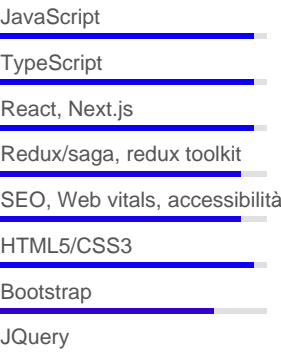 JavaScript
TypeScript
React, Next.js
Redux/saga, redux toolkit
SEO, Web vitals, accessibilità
HTML5/CSS3
Bootstrap
JQuery